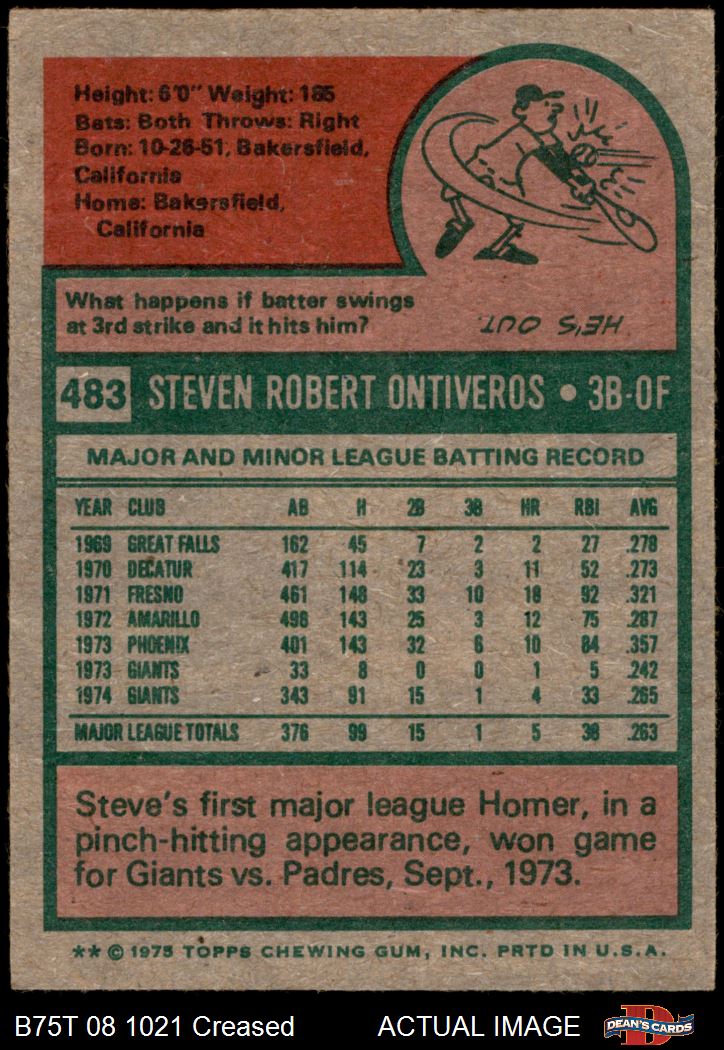 Height: 6'0" Weight: 185
Bats: Both Throws: Right
Born: 10-26-51, Bakersfield,
California
Home: Bakersfield,
California
What happens if batter swings
at 3rd strike and it hits him?
HE'S OUT
483 STEVEN ROBERT ONTIVEROS • 3B-OF
MAJOR AND MINOR LEAGUE BATTING RECORD
YEAR CLUB AB H 2B 3B HR RBI AVG
1969 GREAT FALLS 162 45 7 2 2 27 .278
1970 DECATUR 417 114 23 3 11 52 .273
1971 FRESNO 461 148 33 10 18 92 .321
1972 AMARILLO 498 143 25 3 12 75 .287
1973 PHOENIX 401 143 32 6 10 84 .357
1973 GIANTS 33 8 0 0 1 5 .242
1974 GIANTS 343 91 15 1 4 33 .265
MAJOR LEAGUE TOTALS 376 99 15 1 5 38 .263
Steve's first major league Homer, in a
pinch-hitting appearance, won game
for Giants vs. Padres, Sept., 1973.
** © 1975 TOPPS CHEWING GUM, INC. PRTD IN U.S.A.
B75T 08 1021 Creased ACTUAL IMAGE D DEAN'S CARDS